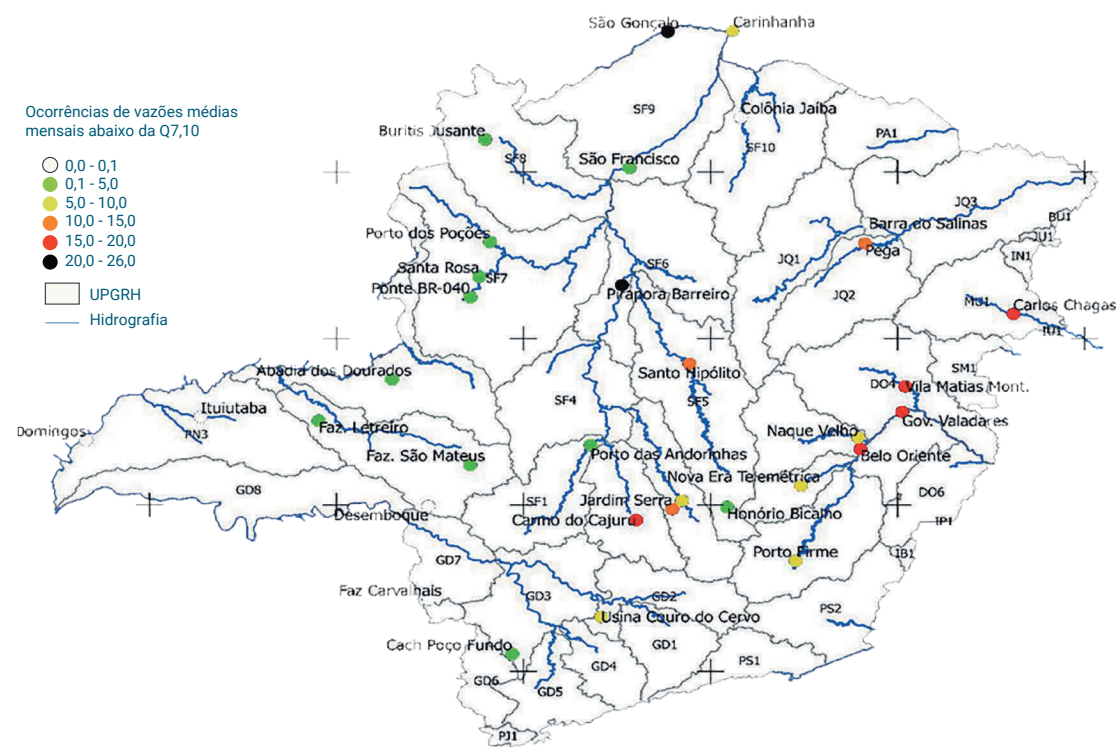 São Gonçalo
Carinhanha
Ocorrências de vazões médias
mensais abaixo da Q7,10
0,0 - 0,1
0,1 - 5,0
5,0 - 10,0
10,0 - 15,0
15,0 - 20,0
20,0 - 26,0
UPGRH
Hidrografia
SF9
Colônia Jaíba
Buritis Jusante
PA1
SF8
São Francisco
SF10
JQ3
Barra do Salinas
BU1
JU1
Porto dos Poções
Pega
IN1
JQ1
Santa Rosa
SF7
SF6
Ponte BR-040
Pirapora Barreiro
JQ2
MU1
Carlos Chagas
IU1
Abadia dos Dourados
Santo Hipólito
SM1
DO4
Vila Matias Mont.
SF4
SF5
Ituiutaba
Faz. Letreiro
Gov. Valadares
Domingos
PN3
Naque Velho
Faz. São Mateus
Porto das Andorinhas
Belo Oriente
Nova Era Telemétrica
GD8
SF1
Jardim Serra
DO6
Desemboque
Carmo do Cajuru
Honório Bicalho
IP1
Porto Firme
IB1
GD7
Faz Carvalhais
GD3
GD2
PS2
Usina Couro do Cervo
Cach Poço Fundo
GD1
GD4
PS1
GD6
GD5
PJ1